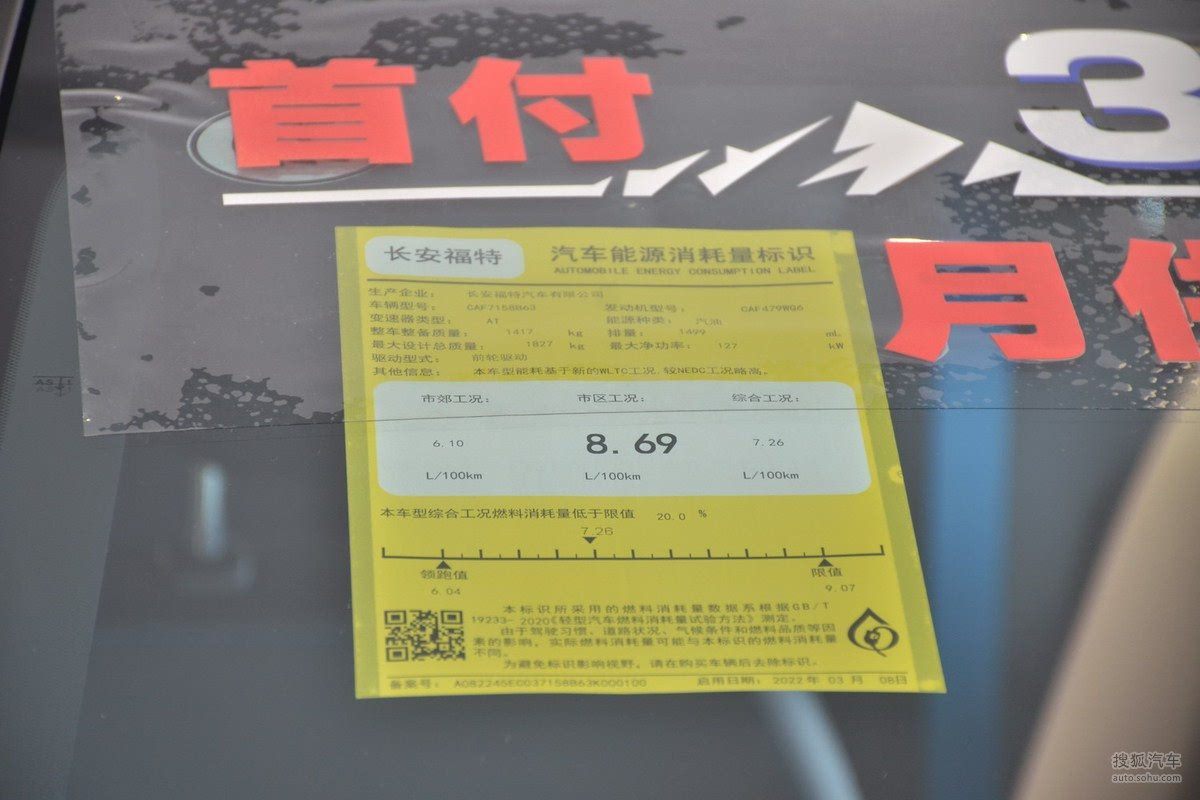 首付 3
月供
长安福特 汽车能源消耗量标识
AUTOMOBILE ENERGY CONSUMPTION LABEL
生产企业: 长安福特汽车有限公司
车辆型号: CAF7158B63 发动机型号: CAF479WQ6
变速器类型: AT 能源种类: 汽油
整车整备质量: 1417 kg 排量: 1499 mL
最大设计总质量: 1827 kg 最大净功率: 127 kW
驱动型式: 前轮驱动
其他信息: 本车型能耗基于新的WLTC工况,较NEDC工况略高。
市郊工况: 市区工况: 综合工况:
6.10 8.69 7.26
L/100km L/100km L/100km
本车型综合工况燃料消耗量低于限值 20.0 %
7.26
领跑值 限值
6.04 9.07
本标识所采用的燃料消耗量数据系根据GB/T
19233-2020《轻型汽车燃料消耗量试验方法》测定。
由于驾驶习惯、道路状况、气候条件和燃料品质等因
素的影响,实际燃料消耗量可能与本标识的燃料消耗量
不同。
为避免标识影响视野,请在购买车辆后去除标识。
备案号: A082245EC037158B63K000100 启用日期: 2022年 03月 08日
搜狐汽车
auto.sohu.com